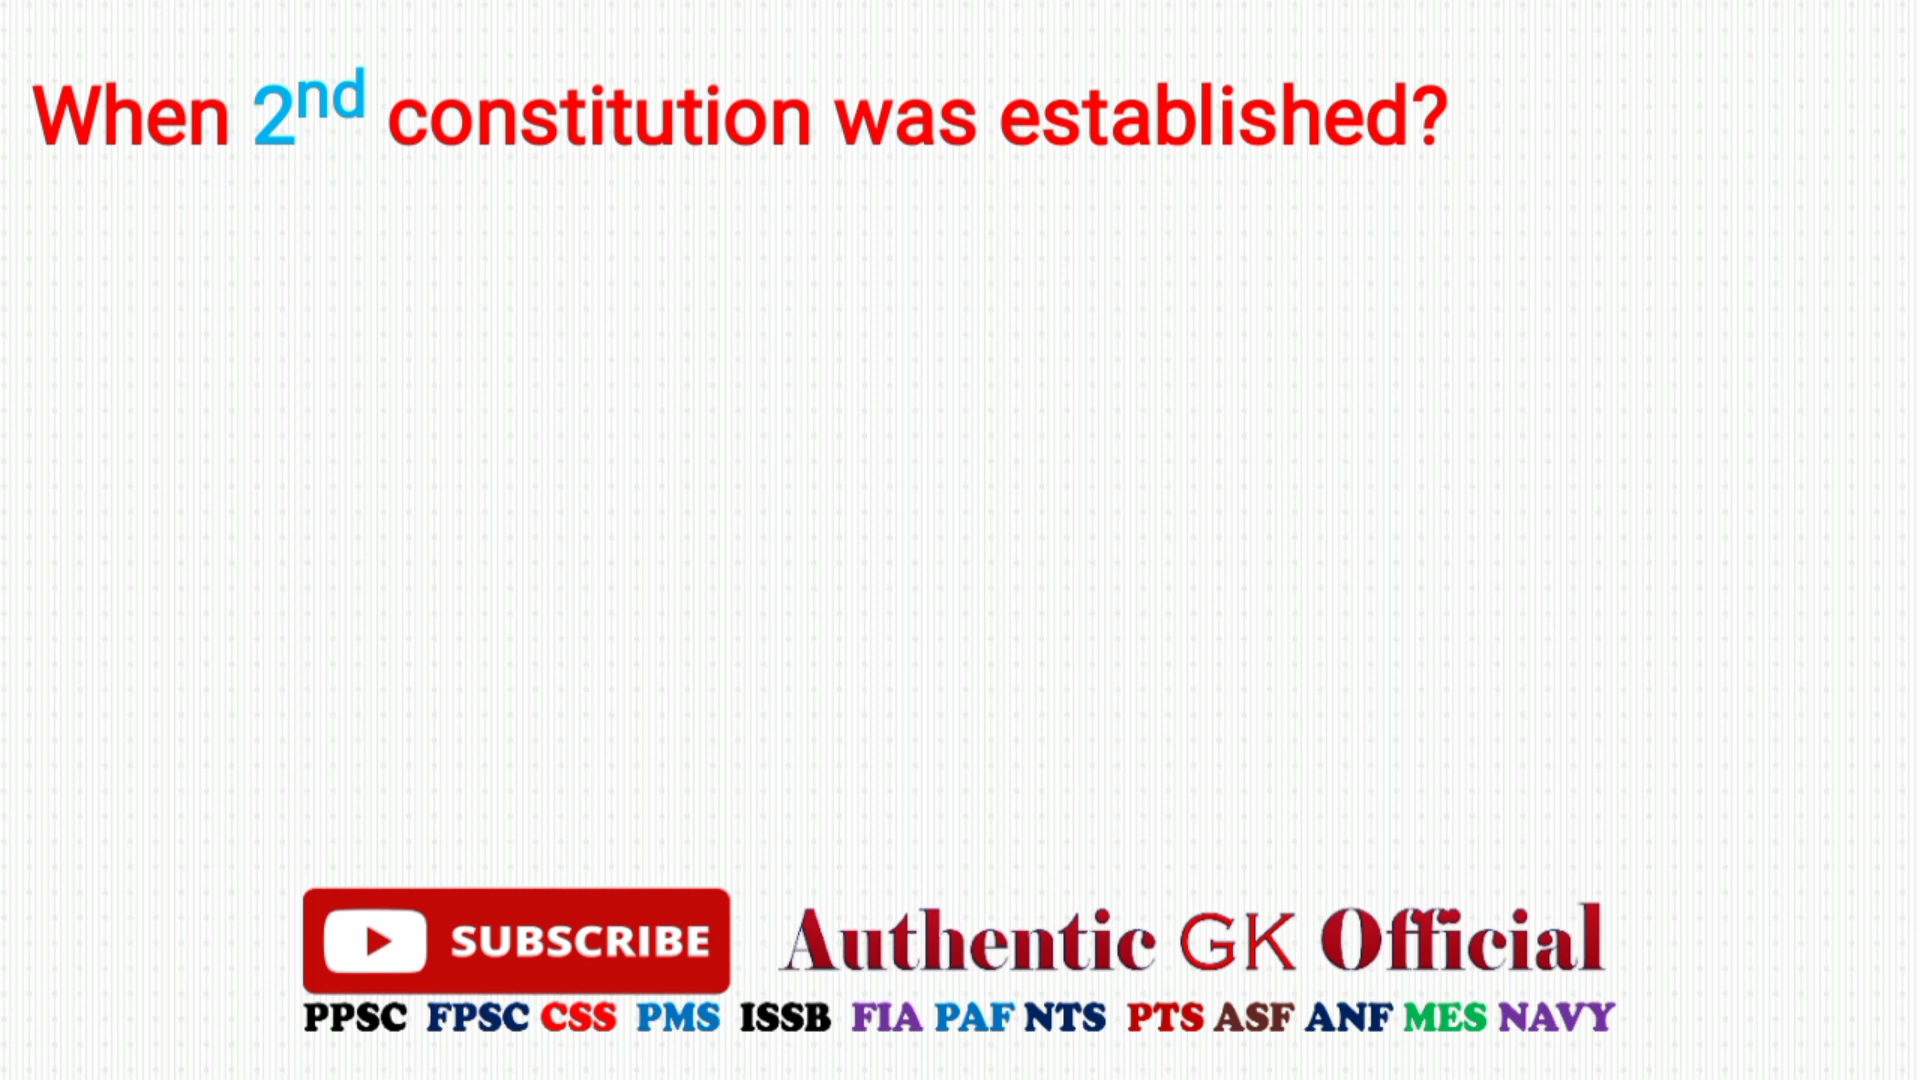 When 2nd constitution was established?
SUBSCRIBE Authentic GK Official
PPSC FPSC CSS PMS ISSB FIA PAF NTS PTS ASF ANF MES NAVY